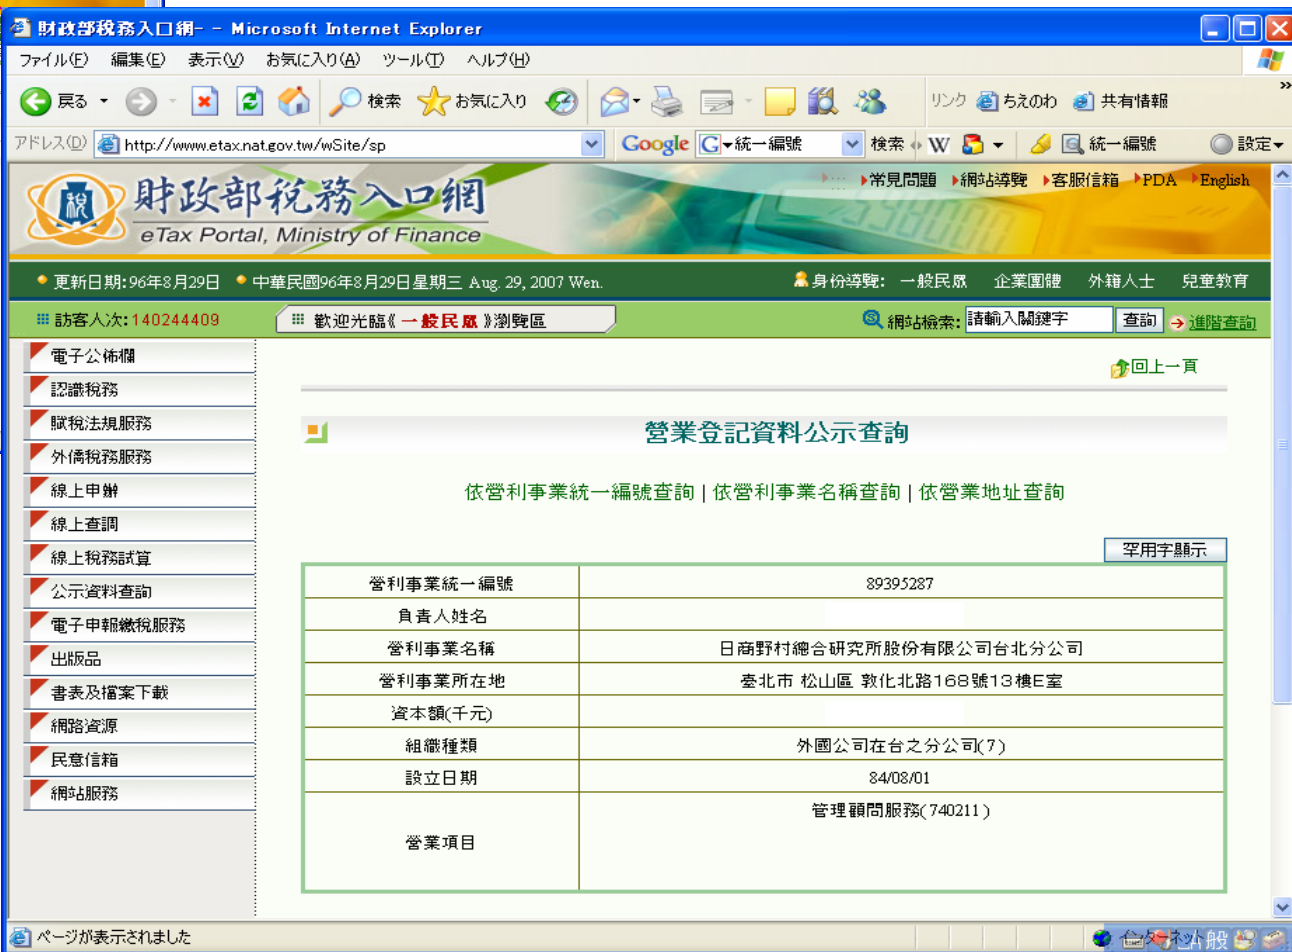 財政部稅務入口網- - Microsoft Internet Explorer
ファイル(F) 編集(E) 表示(V) お気に入り(A) ツール(T) ヘルプ(H)
戻る 検索 お気に入り リンク ちえのわ 共有情報 »
アドレス(D) http://www.etax.nat.gov.tw/wSite/sp Google G 統一編號 検索 W 統一編號 設定
稅 財政部稅務入口網
eTax Portal, Ministry of Finance
常見問題 網站導覽 客服信箱 PDA English
更新日期:96年8月29日 中華民國96年8月29日星期三 Aug. 29, 2007 Wen. 身份導覽: 一般民眾 企業團體 外籍人士 兒童教育
訪客人次:140244409 歡迎光臨《一般民眾》瀏覽區 網站檢索: 請輸入關鍵字 查詢 進階查詢
電子公佈欄
認識稅務
賦稅法規服務
外僑稅務服務
線上申辦
線上查調
線上稅務試算
公示資料查詢
電子申報繳稅服務
出版品
書表及檔案下載
網路資源
民意信箱
網站服務
回上一頁
營業登記資料公示查詢
依營利事業統一編號查詢 | 依營利事業名稱查詢 | 依營業地址查詢
罕用字顯示
營利事業統一編號 89395287
負責人姓名
營利事業名稱 日商野村總合研究所股份有限公司台北分公司
營利事業所在地 臺北市 松山區 敦化北路168號13樓E室
資本額(千元)
組織種類 外國公司在台之分公司(7)
設立日期 84/08/01
營業項目 管理顧問服務(740211)
ページが表示されました